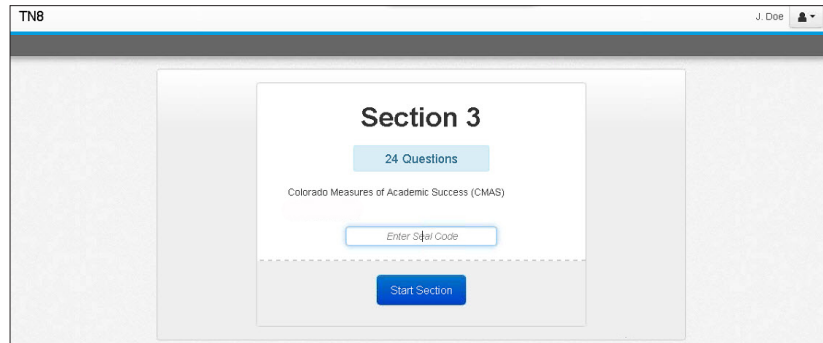 TN8
J. Doe
Section 3
24 Questions
Colorado Measures of Academic Success (CMAS)
Enter Seal Code
Start Section